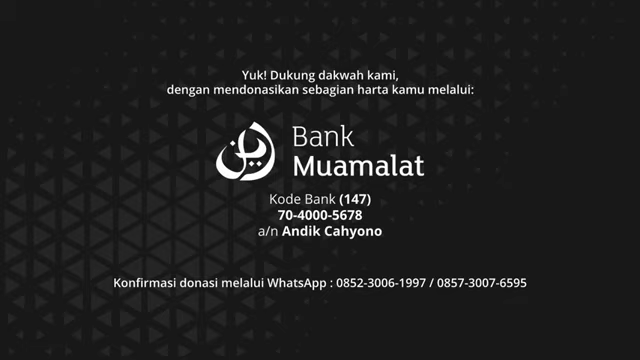 Yuk! Dukung dakwah kami,
dengan mendonasikan sebagian harta kamu melalui:
Bank
Muamalat
Kode Bank (147)
70-4000-5678
a/n Andik Cahyono
Konfirmasi donasi melalui WhatsApp : 0852-3006-1997 / 0857-3007-6595